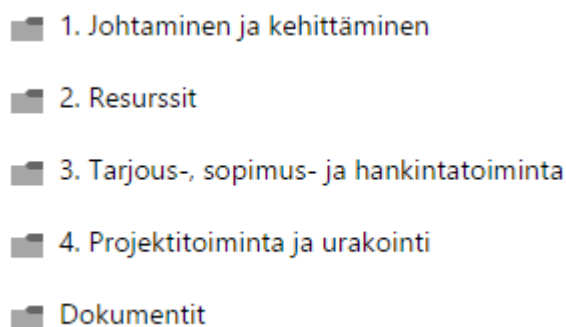 1. Johtaminen ja kehittäminen
2. Resurssit
3. Tarjous-, sopimus- ja hankintatoiminta
4. Projektitoiminta ja urakointi
Dokumentit